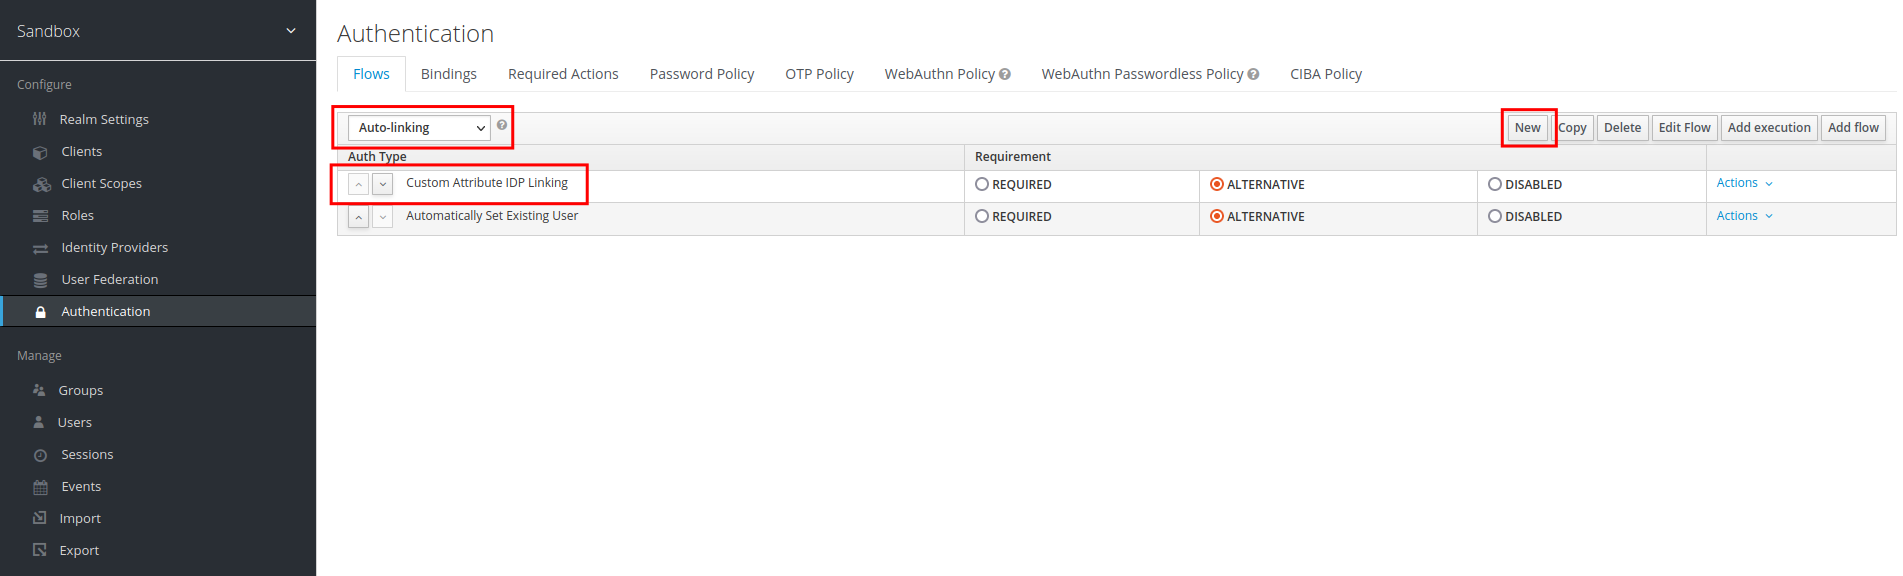 Sandbox
Configure
Realm Settings
Clients
Client Scopes
Roles
Identity Providers
User Federation
Authentication
Manage
Groups
Users
Sessions
Events
Import
Export
Authentication
Flows Bindings Required Actions Password Policy OTP Policy WebAuthn Policy ? WebAuthn Passwordless Policy ? CIBA Policy
Auto-linking ? New Copy Delete Edit Flow Add execution Add flow
Auth Type Requirement
Custom Attribute IDP Linking REQUIRED ALTERNATIVE DISABLED Actions
Automatically Set Existing User REQUIRED ALTERNATIVE DISABLED Actions